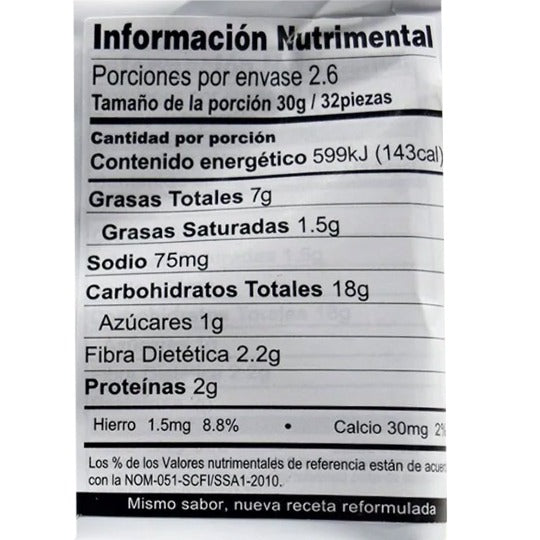 Información Nutrimental
Porciones por envase 2.6
Tamaño de la porción 30g / 32piezas
Cantidad por porción
Contenido energético 599kJ (143cal)
Grasas Totales 7g
Grasas Saturadas 1.5g
Sodio 75mg
Carbohidratos Totales 18g
Azúcares 1g
Fibra Dietética 2.2g
Proteínas 2g
Hierro 1.5mg 8.8% • Calcio 30mg 2%
Los % de los Valores nutrimentales de referencia están de
con la NOM-051-SCFI/SSA1-2010.
Mismo sabor, nueva receta reformulada